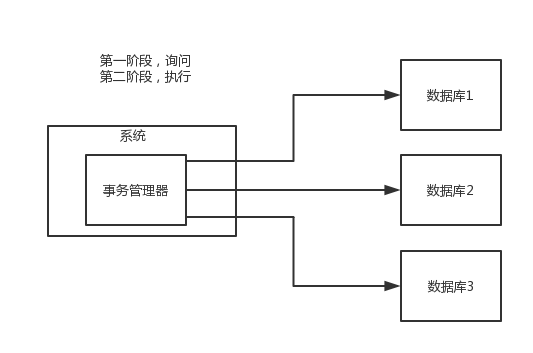 第一阶段，询问
第二阶段，执行
系统
事务管理器
数据库1
数据库2
数据库3